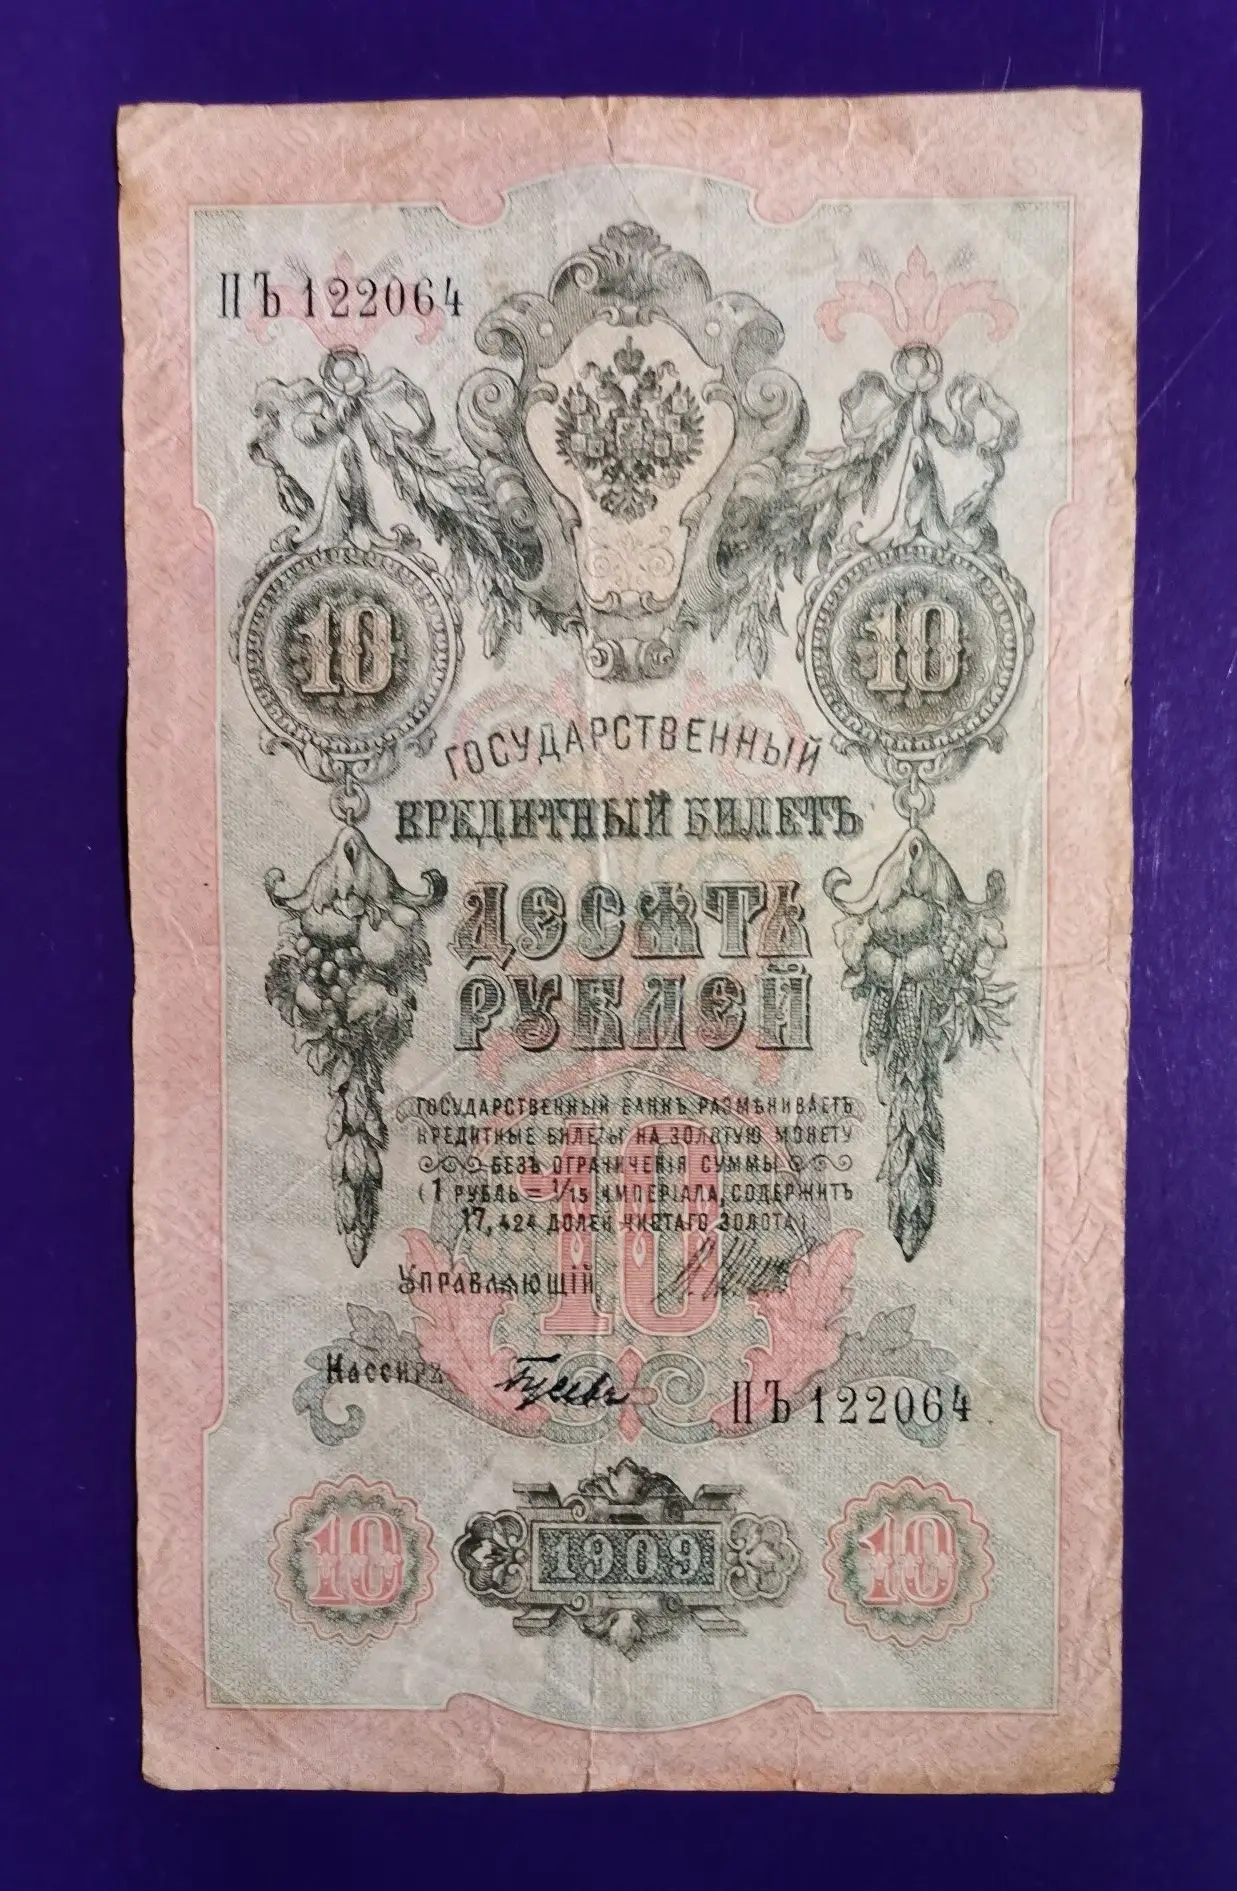 ПЪ 122064
10 10
ГОСУДАРСТВЕННЫЙ
КРЕДИТНЫЙ БИЛЕТЪ
ДЕСЯТЬ
РУБЛЕЙ
ГОСУДАРСТВЕННЫЙ БАНКЪ РАЗМѢНИВАЕТЪ
КРЕДИТНЫЕ БИЛЕТЫ НА ЗОЛОТУЮ МОНЕТУ
БЕЗЪ ОГРАНИЧЕНІЯ СУММЫ
(1 РУБЛЬ = 1/15 ИМПЕРІАЛА, СОДЕРЖИТЪ
17,424 ДОЛЕЙ ЧИСТАГО ЗОЛОТА)
10
УПРАВЛЯЮЩІЙ
Кассиръ
ПЪ 122064
10 1909 10